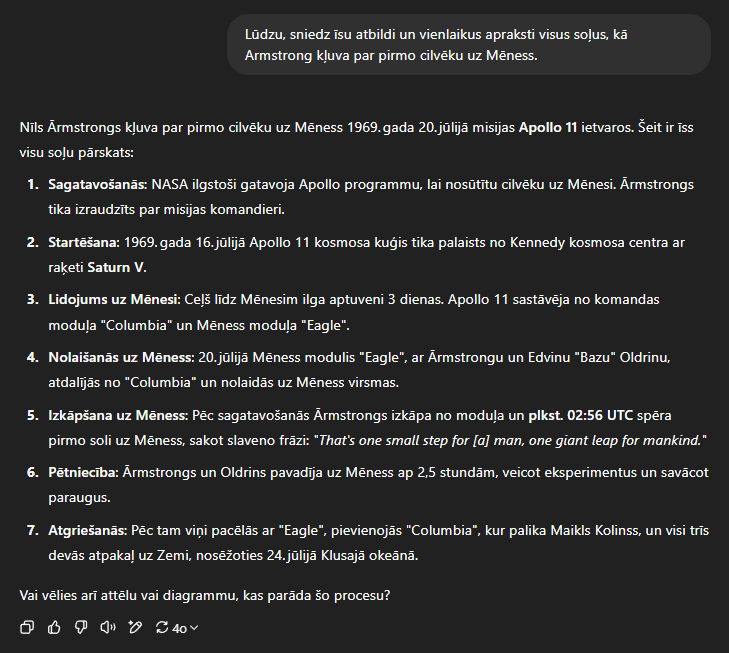 Lūdzu, sniedz īsu atbildi un vienlaikus apraksti visus soļus, kā
Armstrong kļuva par pirmo cilvēku uz Mēness.
Nīls Ārmstrongs kļuva par pirmo cilvēku uz Mēness 1969. gada 20. jūlijā misijas Apollo 11 ietvaros. Šeit ir īss
visu soļu pārskats:
1. Sagatavošanās: NASA ilgstoši gatavoja Apollo programmu, lai nosūtītu cilvēku uz Mēnesi. Ārmstrongs
tika izraudzīts par misijas komandieri.
2. Startēšana: 1969. gada 16. jūlijā Apollo 11 kosmosa kuģis tika palaists no Kennedy kosmosa centra ar
raķeti Saturn V.
3. Lidojums uz Mēnesi: Ceļš līdz Mēnesim ilga aptuveni 3 dienas. Apollo 11 sastāvēja no komandas
moduļa "Columbia" un Mēness moduļa "Eagle".
4. Nolaišanās uz Mēness: 20. jūlijā Mēness modulis "Eagle", ar Ārmstrongu un Edvinu "Bazu" Oldrinu,
atdalījās no "Columbia" un nolaidās uz Mēness virsmas.
5. Izkāpšana uz Mēness: Pēc sagatavošanās Ārmstrongs izkāpa no moduļa un plkst. 02:56 UTC spēra
pirmo soli uz Mēness, sakot slaveno frāzi: "That's one small step for [a] man, one giant leap for mankind."
6. Pētniecība: Ārmstrongs un Oldrins pavadīja uz Mēness ap 2,5 stundām, veicot eksperimentus un savācot
paraugus.
7. Atgriešanās: Pēc tam viņi pacēlās ar "Eagle", pievienojās "Columbia", kur palika Maikls Kolinss, un visi trīs
devās atpakaļ uz Zemi, nosēžoties 24. jūlijā Klusajā okeānā.
Vai vēlies arī attēlu vai diagrammu, kas parāda šo procesu?
4o